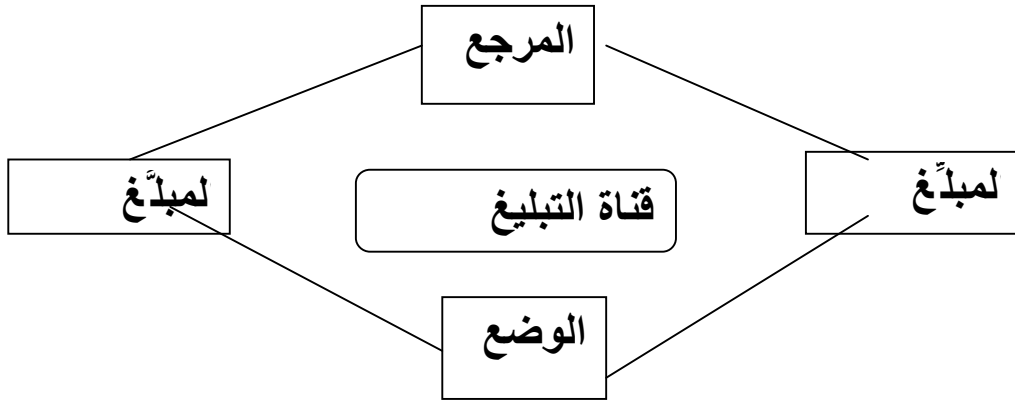 المرجع
لمبلِّغ
قناة التبليغ
لمبلَّغ
الوضع